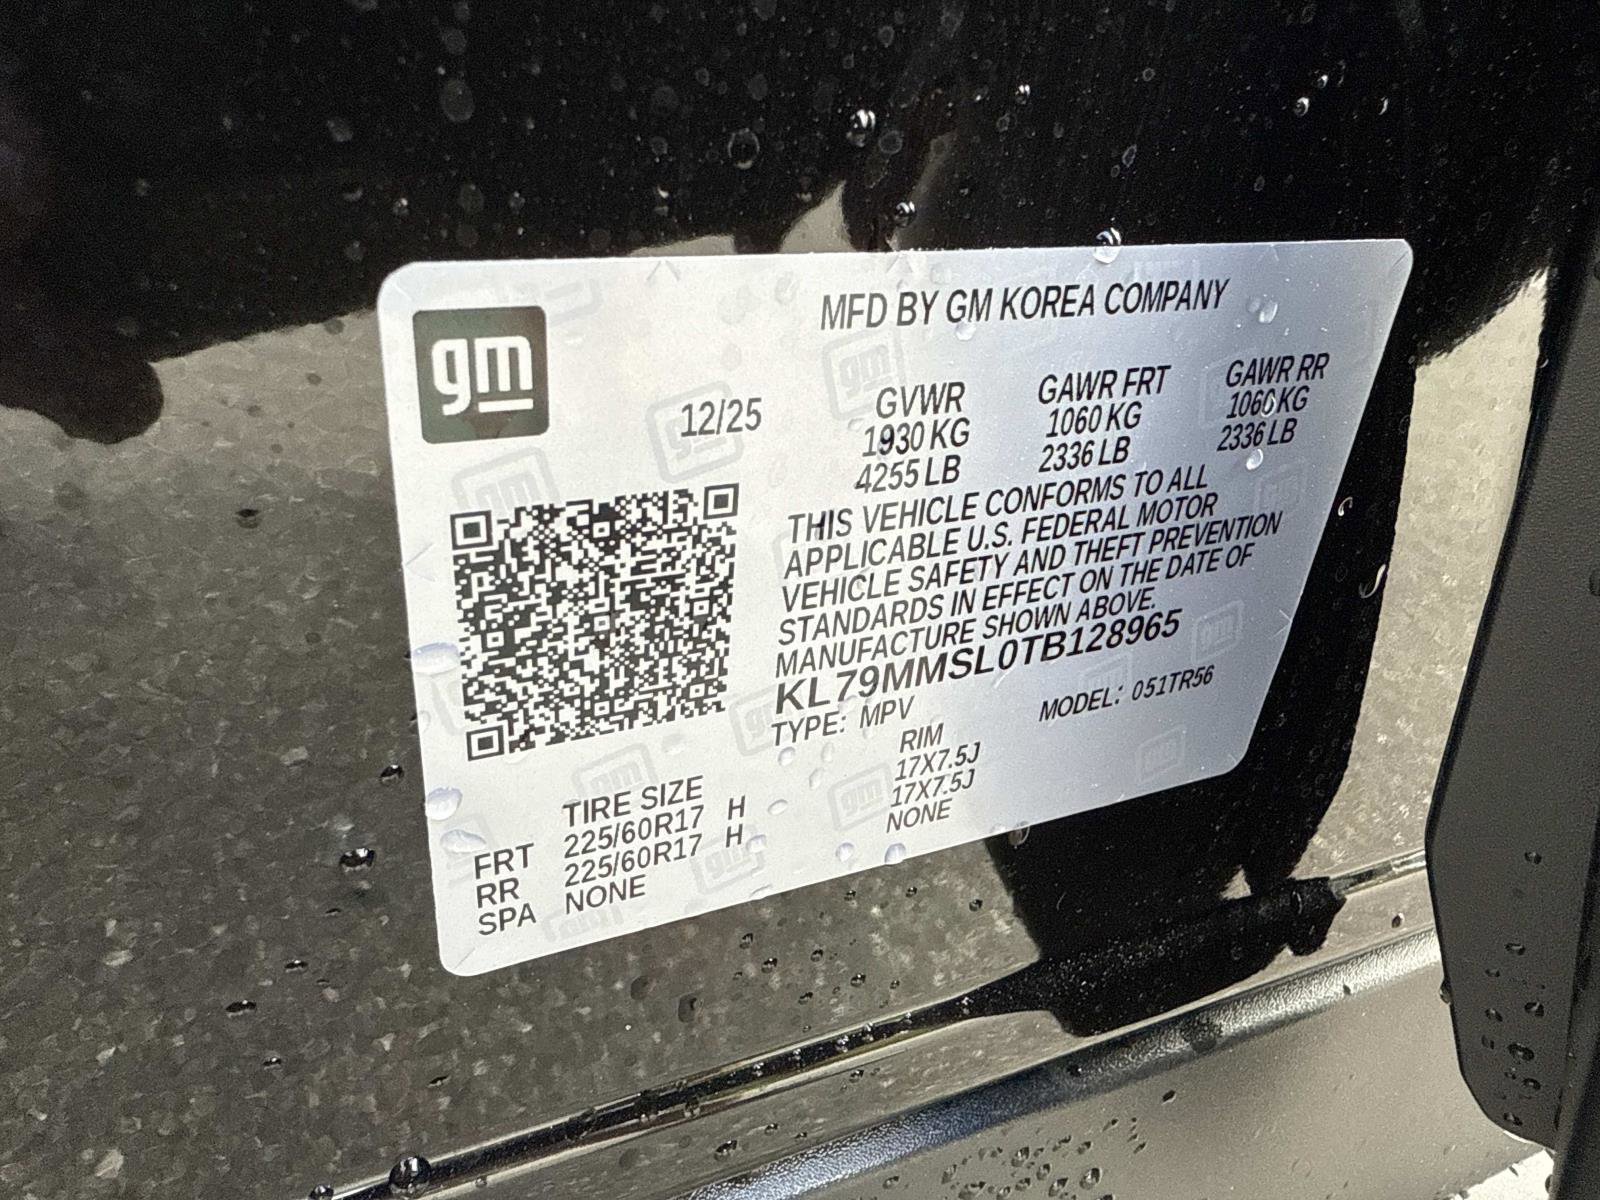 gm
MFD BY GM KOREA COMPANY
12/25
GVWR GAWR FRT GAWR RR
1930 KG 1060 KG 1060 KG
4255 LB 2336 LB 2336 LB
THIS VEHICLE CONFORMS TO ALL
APPLICABLE U.S. FEDERAL MOTOR
VEHICLE SAFETY AND THEFT PREVENTION
STANDARDS IN EFFECT ON THE DATE OF
MANUFACTURE SHOWN ABOVE.
KL79MMSL0TB128965
TYPE: MPV MODEL: 051TR56
TIRE SIZE RIM
FRT 225/60R17 H 17X7.5J
RR 225/60R17 H 17X7.5J
SPA NONE NONE